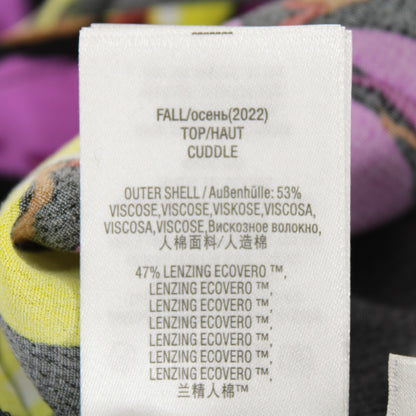 FALL/осень(2022)
TOP/HAUT
CUDDLE
OUTER SHELL / Außenhülle: 53%
VISCOSE,VISCOSE,VISKOSE,VISCOSA,
VISCOSA,VISCOSE,Вискозное волокно,
人棉面料/人造棉
47% LENZING ECOVERO ™,
LENZING ECOVERO ™,
LENZING ECOVERO ™,
LENZING ECOVERO ™,
LENZING ECOVERO ™,
LENZING ECOVERO ™,
LENZING ECOVERO ™,
兰精人棉™